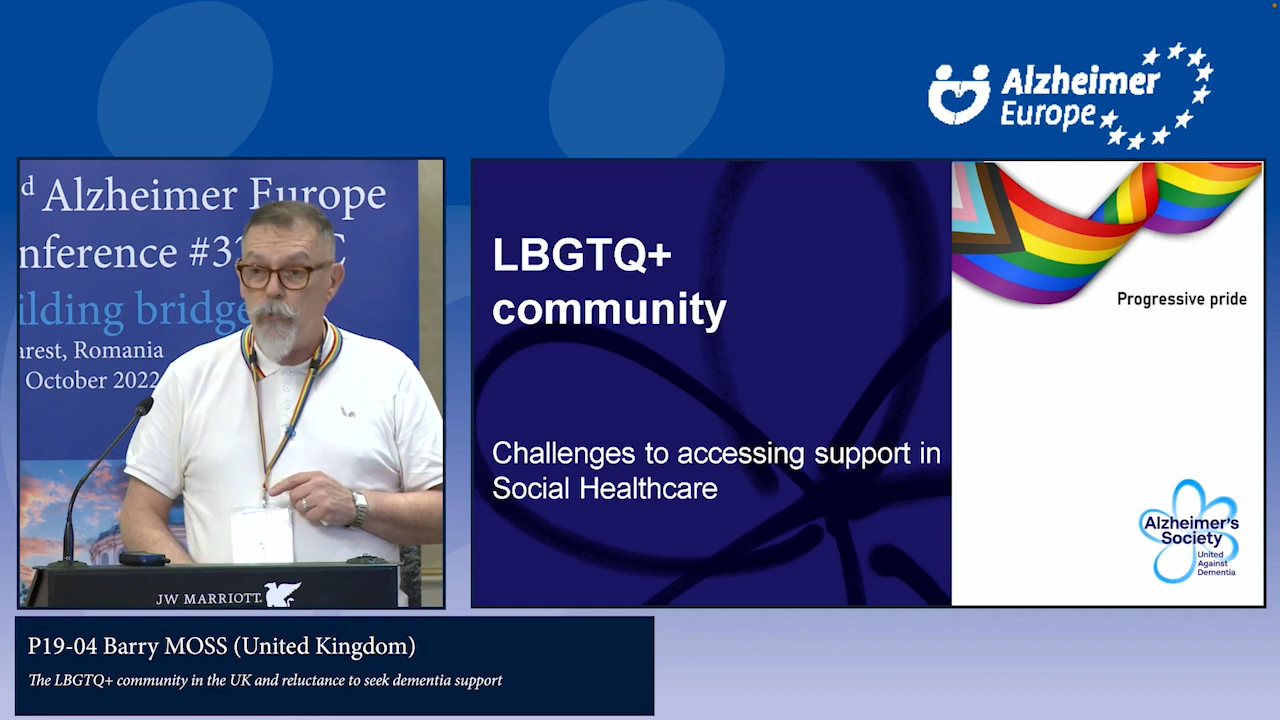 Alzheimer
Europe
d Alzheimer Europe
nference #32 C
ilding bridge
arest, Romania
October 2022
JW MARRIOTT
LBGTQ+
community
Challenges to accessing support in
Social Healthcare
Progressive pride
Alzheimer's
Society
United
Against
Dementia
P19-04 Barry MOSS (United Kingdom)
The LBGTQ+ community in the UK and reluctance to seek dementia support